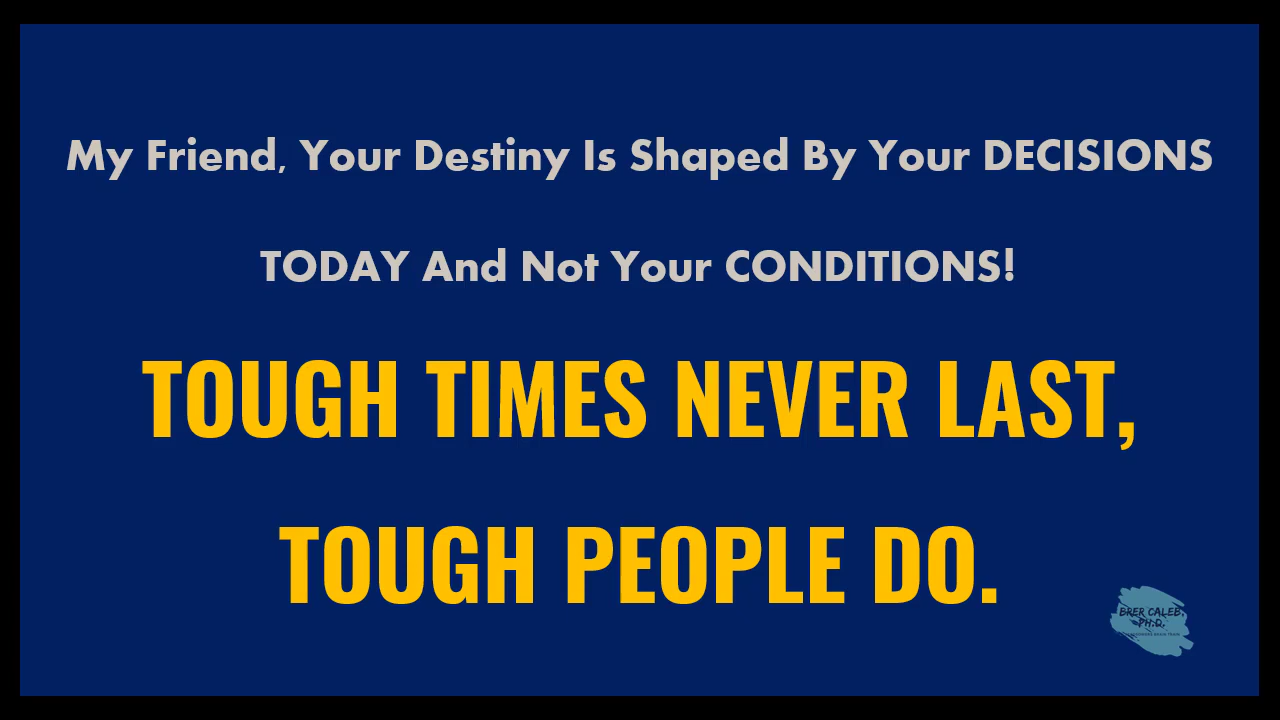 My Friend, Your Destiny Is Shaped By Your DECISIONS
TODAY And Not Your CONDITIONS!
TOUGH TIMES NEVER LAST,
TOUGH PEOPLE DO.
BRER CALEB,
PH.D.